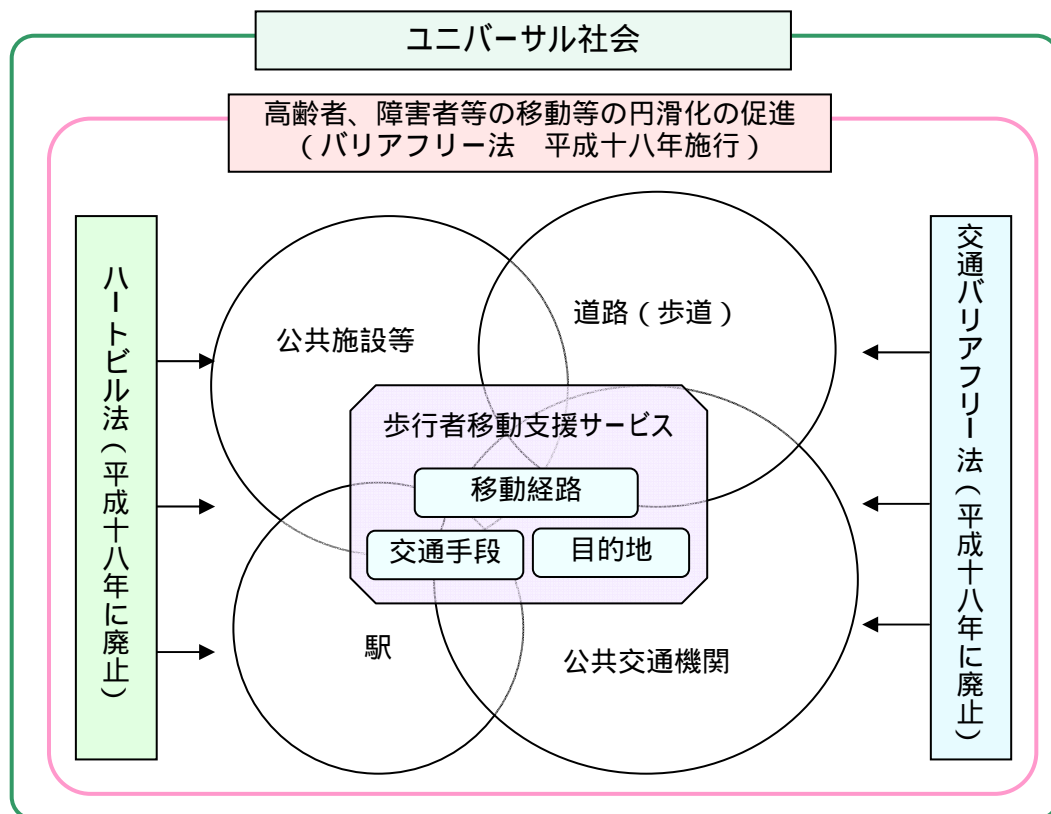 ユニバーサル社会
高齢者、障害者等の移動等の円滑化の促進
(バリアフリー法　平成十八年施行)
ハートビル法(平成十八年に廃止)
交通バリアフリー法(平成十八年に廃止)
公共施設等
道路(歩道)
歩行者移動支援サービス
移動経路
交通手段
目的地
駅
公共交通機関